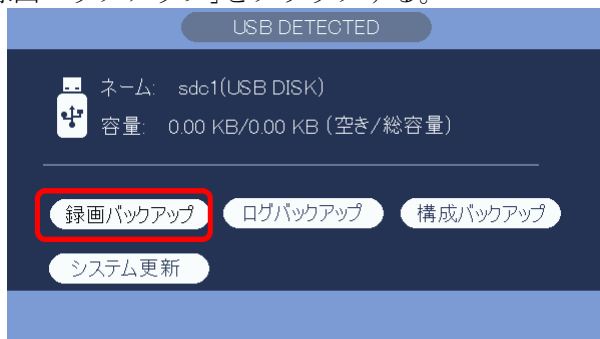 録画バックアップ」をクリックする。
USB DETECTED
ネーム: sdc1(USB DISK)
容量: 0.00 KB/0.00 KB (空き/総容量)
録画バックアップ ログバックアップ 構成バックアップ
システム更新